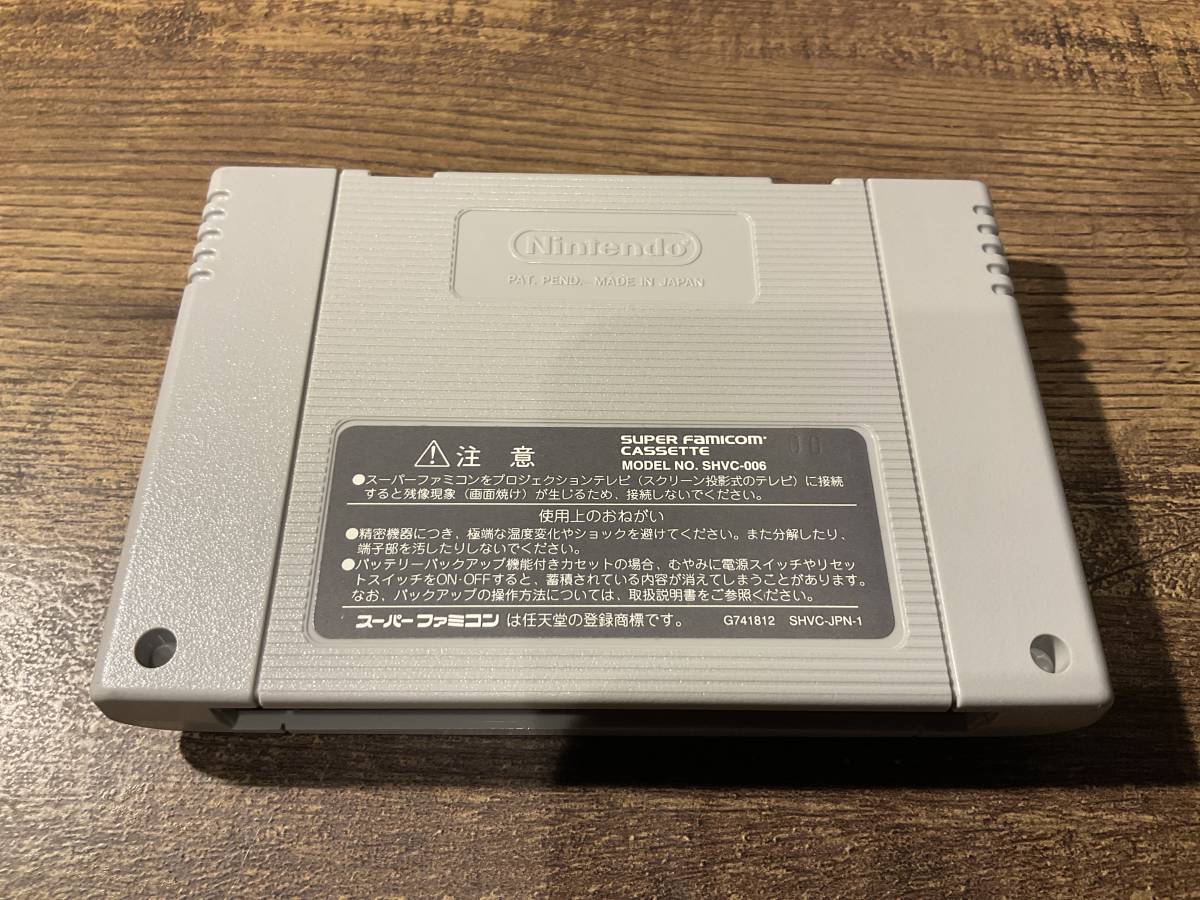 Nintendo®
PAT. PEND. MADE IN JAPAN
⚠注意
SUPER FAMICOM®
CASSETTE
MODEL NO. SHVC-006
00
●スーパーファミコンをプロジェクションテレビ（スクリーン投影式のテレビ）に接続
すると残像現象（画面焼け）が生じるため、接続しないでください。
使用上のおねがい
●精密機器につき、極端な温度変化やショックを避けてください。また分解したり、
端子部を汚したりしないでください。
●バッテリーバックアップ機能付きカセットの場合、むやみに電源スイッチやリセッ
トスイッチをON・OFFすると、蓄積されている内容が消えてしまうことがあります。
なお、バックアップの操作方法については、取扱説明書をご参照ください。
スーパーファミコン は任天堂の登録商標です。 G741812 SHVC-JPN-1